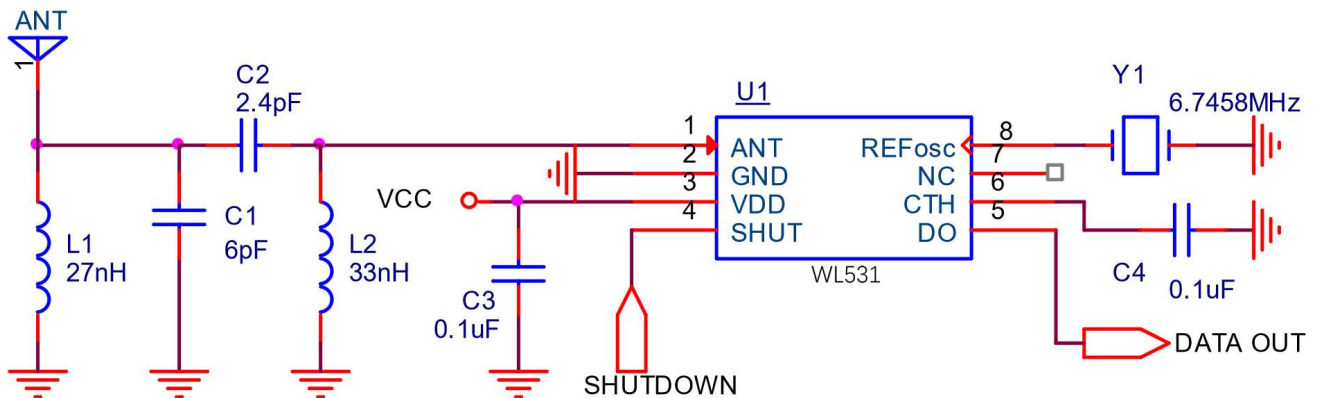 ANT
1
C2
2.4pF
L1
27nH
C1
6pF
L2
33nH
VCC
C3
0.1uF
SHUTDOWN
U1
1
2
3
4
ANT
GND
VDD
SHUT
REFosc
NC
CTH
DO
8
7
6
5
WL531
Y1
6.7458MHz
C4
0.1uF
DATA OUT